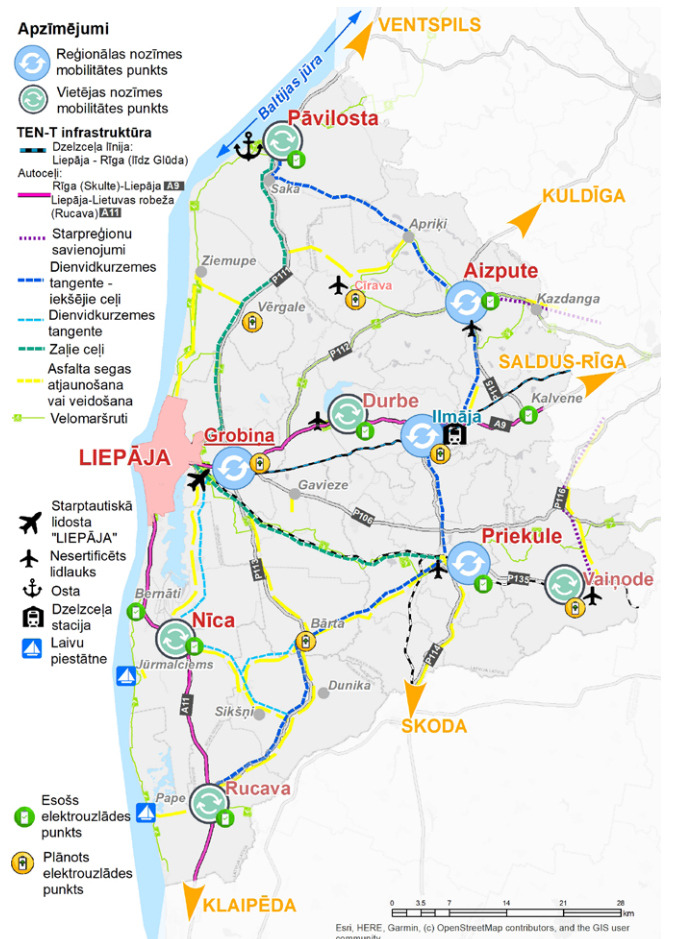 Apzīmējumi
Reģionālas nozīmes
mobilitātes punkts
Vietējas nozīmes
mobilitātes punkts
TEN-T infrastruktūra
Dzelzceļa līnija:
Liepāja - Rīga (līdz Glūda)
Autoceļi:
Rīga (Skulte)-Liepāja A9
Liepāja-Lietuvas robeža
(Rucava) A11
Starpreģionu
savienojumi
Dienvidkurzemes
tangente -
iekšējie ceļi
Dienvidkurzemes
tangente
Zaļie ceļi
Asfalta segas
atjaunošana
vai veidošana
Velomaršruti
VENTSPILS
Baltijas jūra
Pāvilosta
Saka
KULDĪGA
Apriķi
Ziemupe
P111
Aizpute
Cīrava
Kazdanga
Vērgale
P112
SALDUS-RĪGA
P115
Kalvene
Durbe
Ilmāja
A9
Grobiņa
LIEPĀJA
Gavieze
P106
P116
Starptautiskā
lidosta
"LIEPĀJA"
Nesertificēts
lidlauks
Osta
Dzelzceļa
stacija
Laivu
piestātne
Priekule
P135
Vaiņode
P113
Bernāti
Nīca
Bārta
P114
Jūrmalciems
Dunika
A11
Sikšņi
SKODA
Rucava
Pape
Esošs
elektrouzlādes
punkts
Plānots
elektrouzlādes
punkts
KLAIPĒDA
0 3.5 7 14 21 28
km
Esri, HERE, Garmin, (c) OpenStreetMap contributors, and the GIS user
community